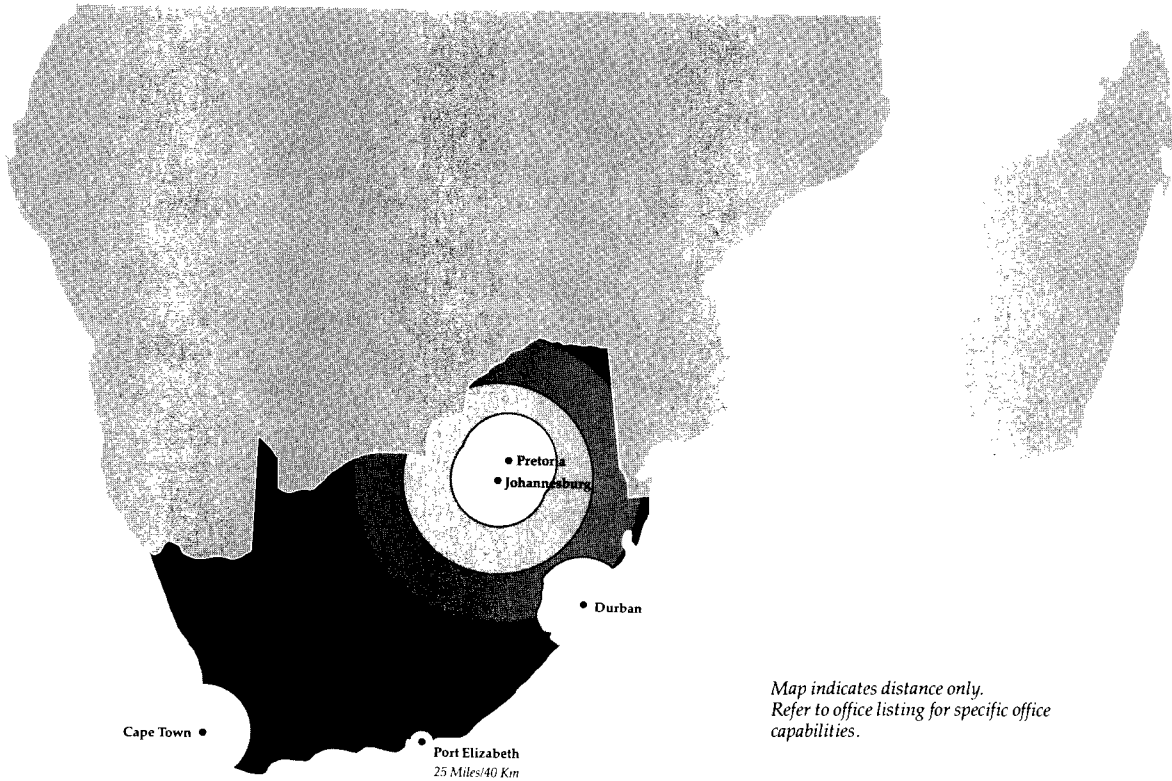 Pretoria
Johannesburg
Durban
Cape Town
Port Elizabeth
25 Miles/40 Km
Map indicates distance only.
Refer to office listing for specific office
capabilities.